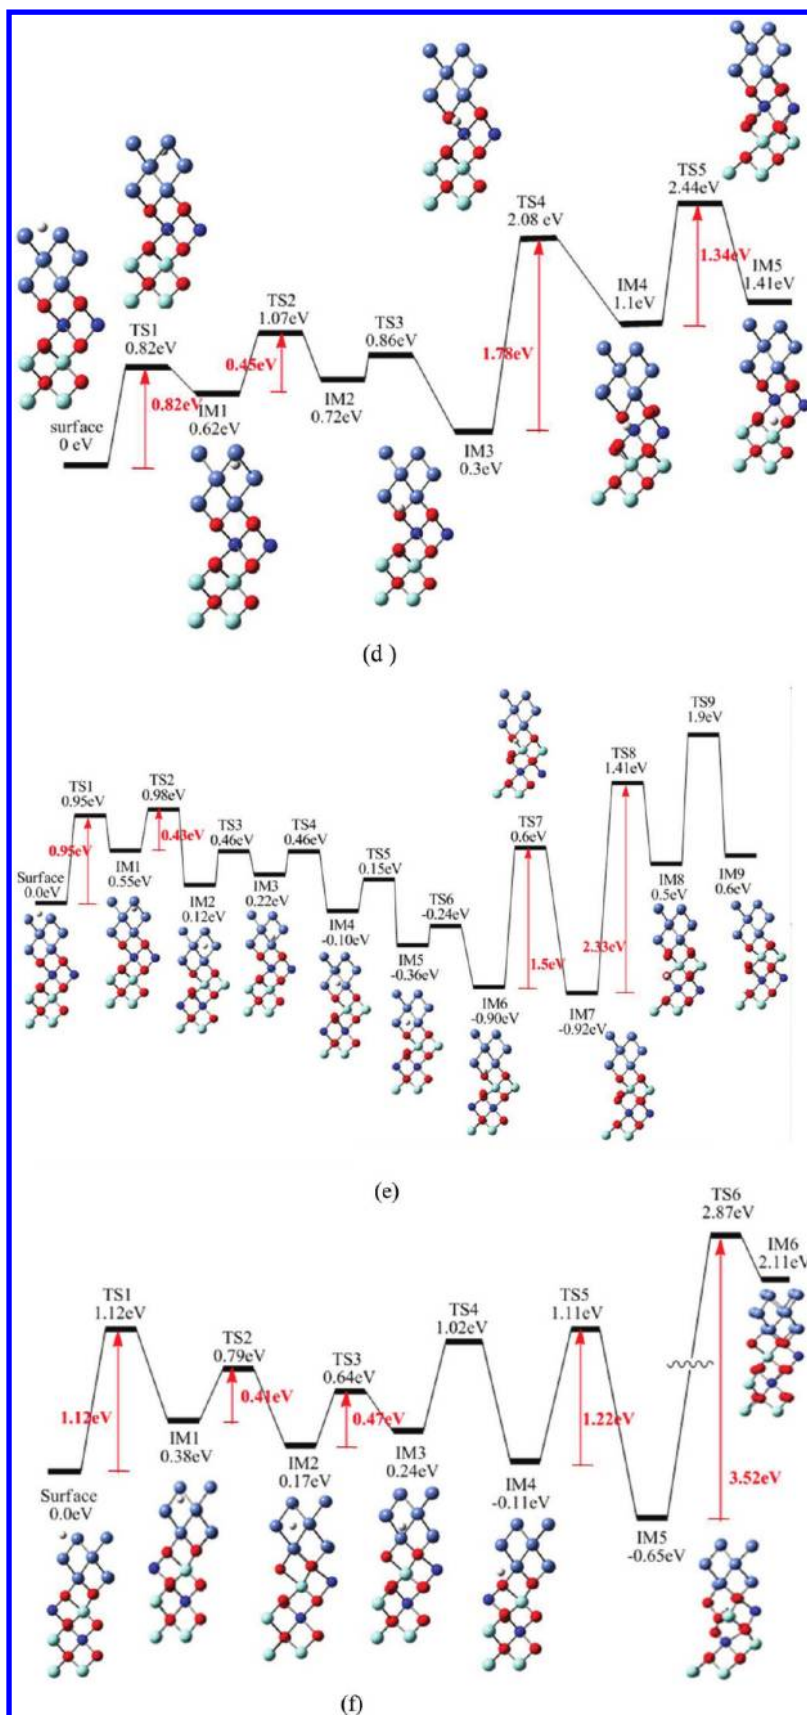 TS5
2.44eV
TS4
2.08 eV
1.34eV
IM5
1.41eV
IM4
1.1eV
TS2
1.07eV
TS3
0.86eV
TS1
0.82eV
1.78eV
0.45eV
IM2
0.72eV
0.82eV
IM1
0.62eV
surface
0 eV
IM3
0.3eV
(d )
TS9
1.9eV
TS8
1.41eV
TS1
0.95eV
TS2
0.98eV
TS3
0.46eV
TS4
0.46eV
TS7
0.6eV
0.95eV
0.43eV
TS5
0.15eV
Surface
0.0eV
IM1
0.55eV
IM2
0.12eV
IM3
0.22eV
IM8
0.5eV
IM9
0.6eV
IM4
-0.10eV
TS6
-0.24eV
IM5
-0.36eV
1.5eV
2.33eV
IM6
-0.90eV
IM7
-0.92eV
(e)
TS6
2.87eV
IM6
2.11eV
TS1
1.12eV
TS2
0.79eV
TS3
0.64eV
TS4
1.02eV
TS5
1.11eV
1.12eV
0.41eV
0.47eV
1.22eV
IM1
0.38eV
IM2
0.17eV
IM3
0.24eV
IM4
-0.11eV
3.52eV
Surface
0.0eV
IM5
-0.65eV
(f)